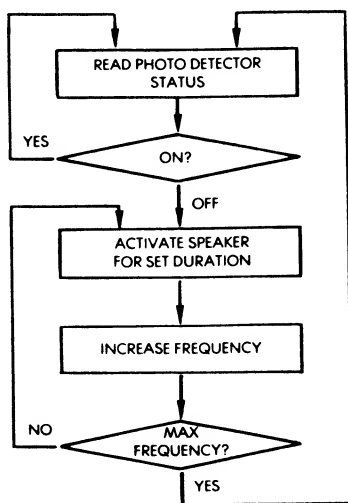 READ PHOTO DETECTOR
STATUS
YES
ON?
OFF
ACTIVATE SPEAKER
FOR SET DURATION
INCREASE FREQUENCY
NO
MAX
FREQUENCY?
YES